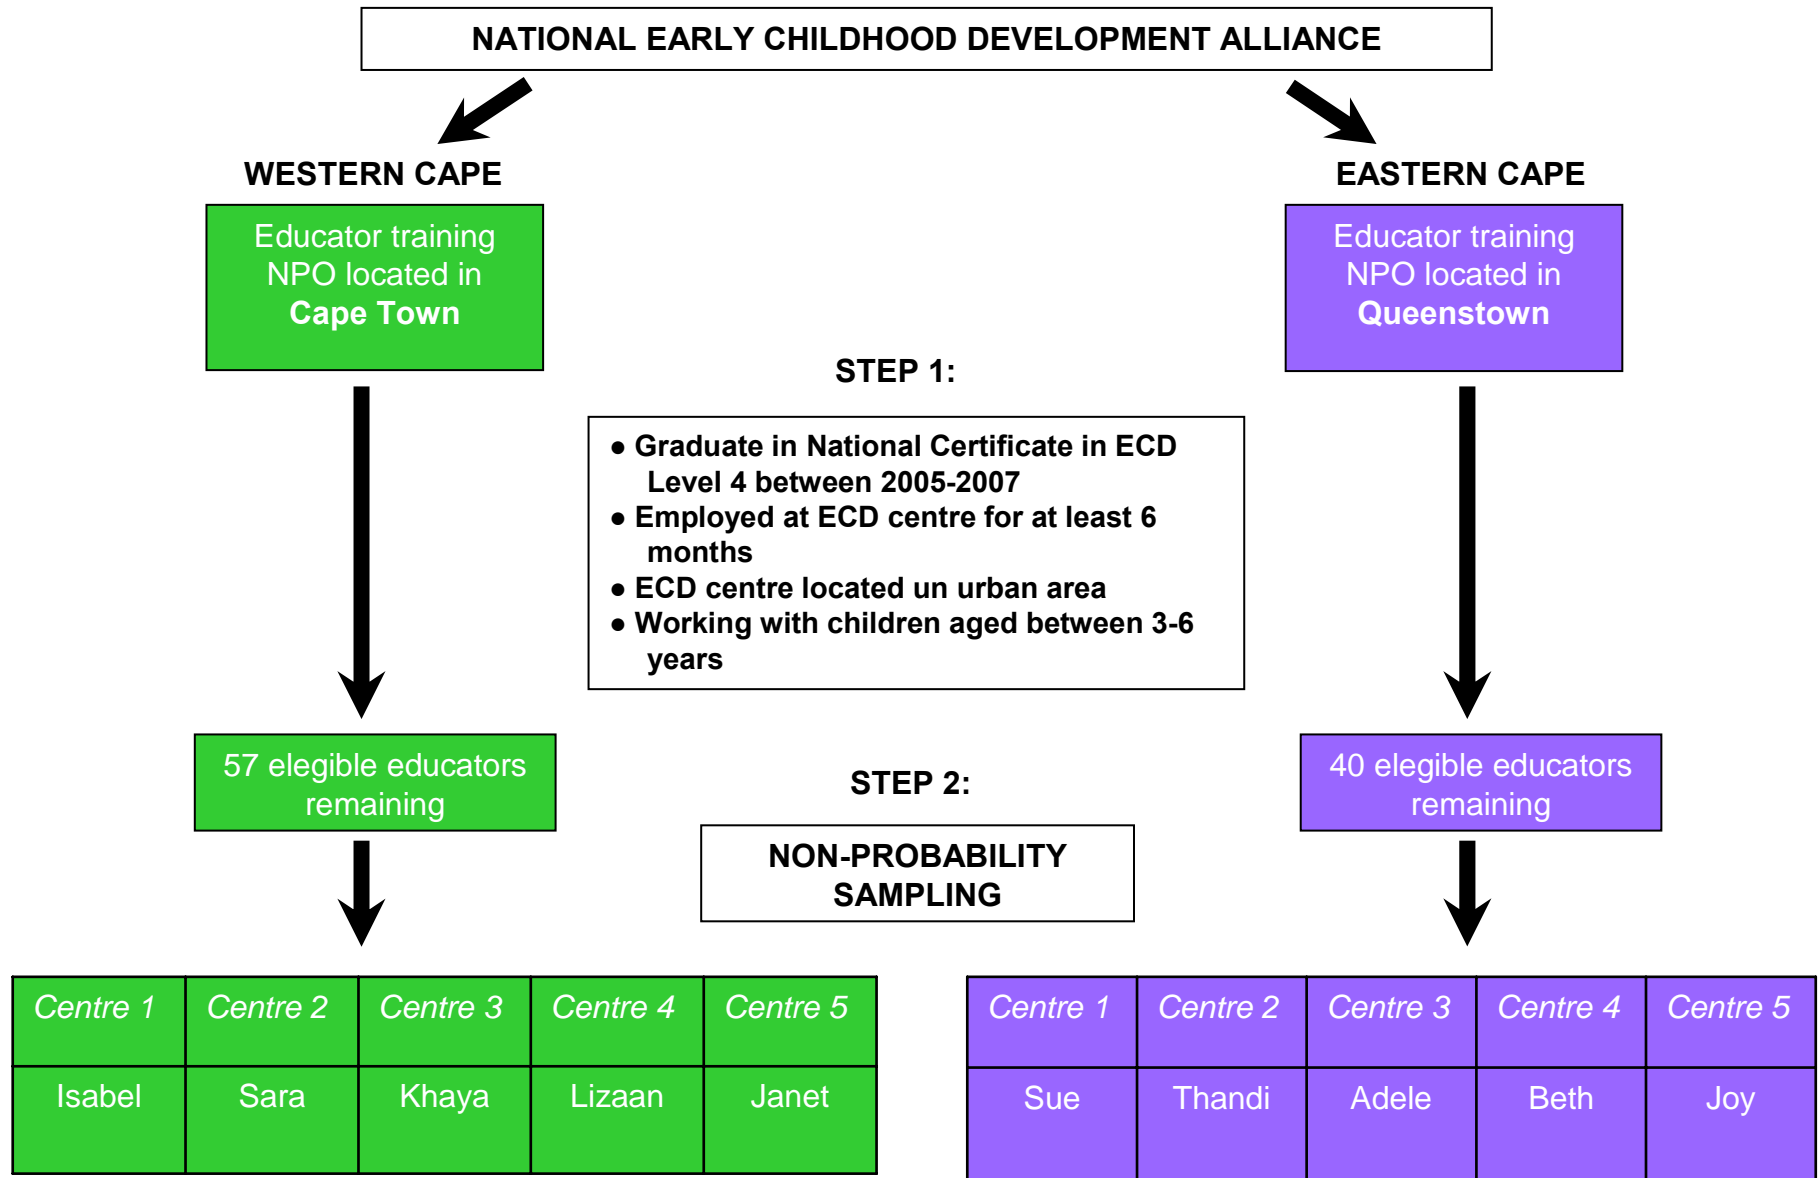 NATIONAL EARLY CHILDHOOD DEVELOPMENT ALLIANCE
WESTERN CAPE
EASTERN CAPE
Educator training
NPO located in
Cape Town
Educator training
NPO located in
Queenstown
STEP 1:
● Graduate in National Certificate in ECD
Level 4 between 2005-2007
● Employed at ECD centre for at least 6
months
● ECD centre located un urban area
● Working with children aged between 3-6
years
57 elegible educators
remaining
40 elegible educators
remaining
STEP 2:
NON-PROBABILITY
SAMPLING
Centre 1 Centre 2 Centre 3 Centre 4 Centre 5
Isabel Sara Khaya Lizaan Janet
Centre 1 Centre 2 Centre 3 Centre 4 Centre 5
Sue Thandi Adele Beth Joy